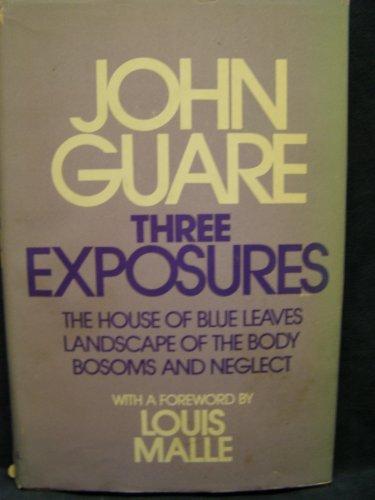 JOHN
GUARE
THREE
EXPOSURES
THE HOUSE OF BLUE LEAVES
LANDSCAPE OF THE BODY
BOSOMS AND NEGLECT
WITH A FOREWORD BY
LOUIS
MALLE